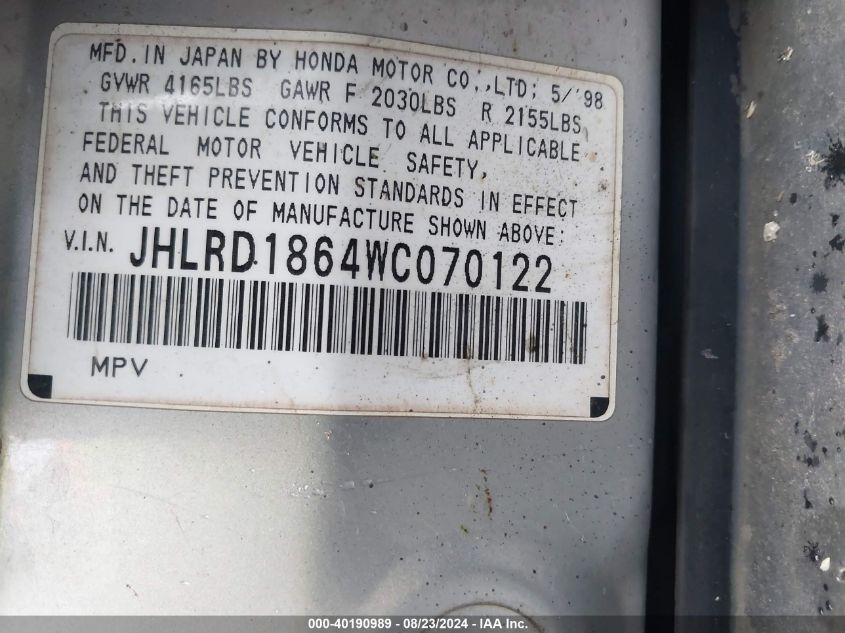 MFD. IN JAPAN BY HONDA MOTOR CO.,LTD; 5/'98
GVWR 4165LBS GAWR F 2030LBS R 2155LBS
THIS VEHICLE CONFORMS TO ALL APPLICABLE
FEDERAL MOTOR VEHICLE SAFETY,
AND THEFT PREVENTION STANDARDS IN EFFECT
ON THE DATE OF MANUFACTURE SHOWN ABOVE:
V.I.N. JHLRD1864WC070122
MPV
000-40190989 - 08/23/2024 - IAA Inc.